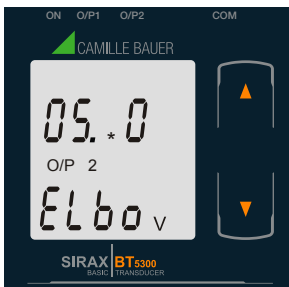 ON O/P1 O/P2 COM
CAMILLE BAUER
05.*0
O/P 2
ELbo V
SIRAX BT5300
BASIC TRANSDUCER